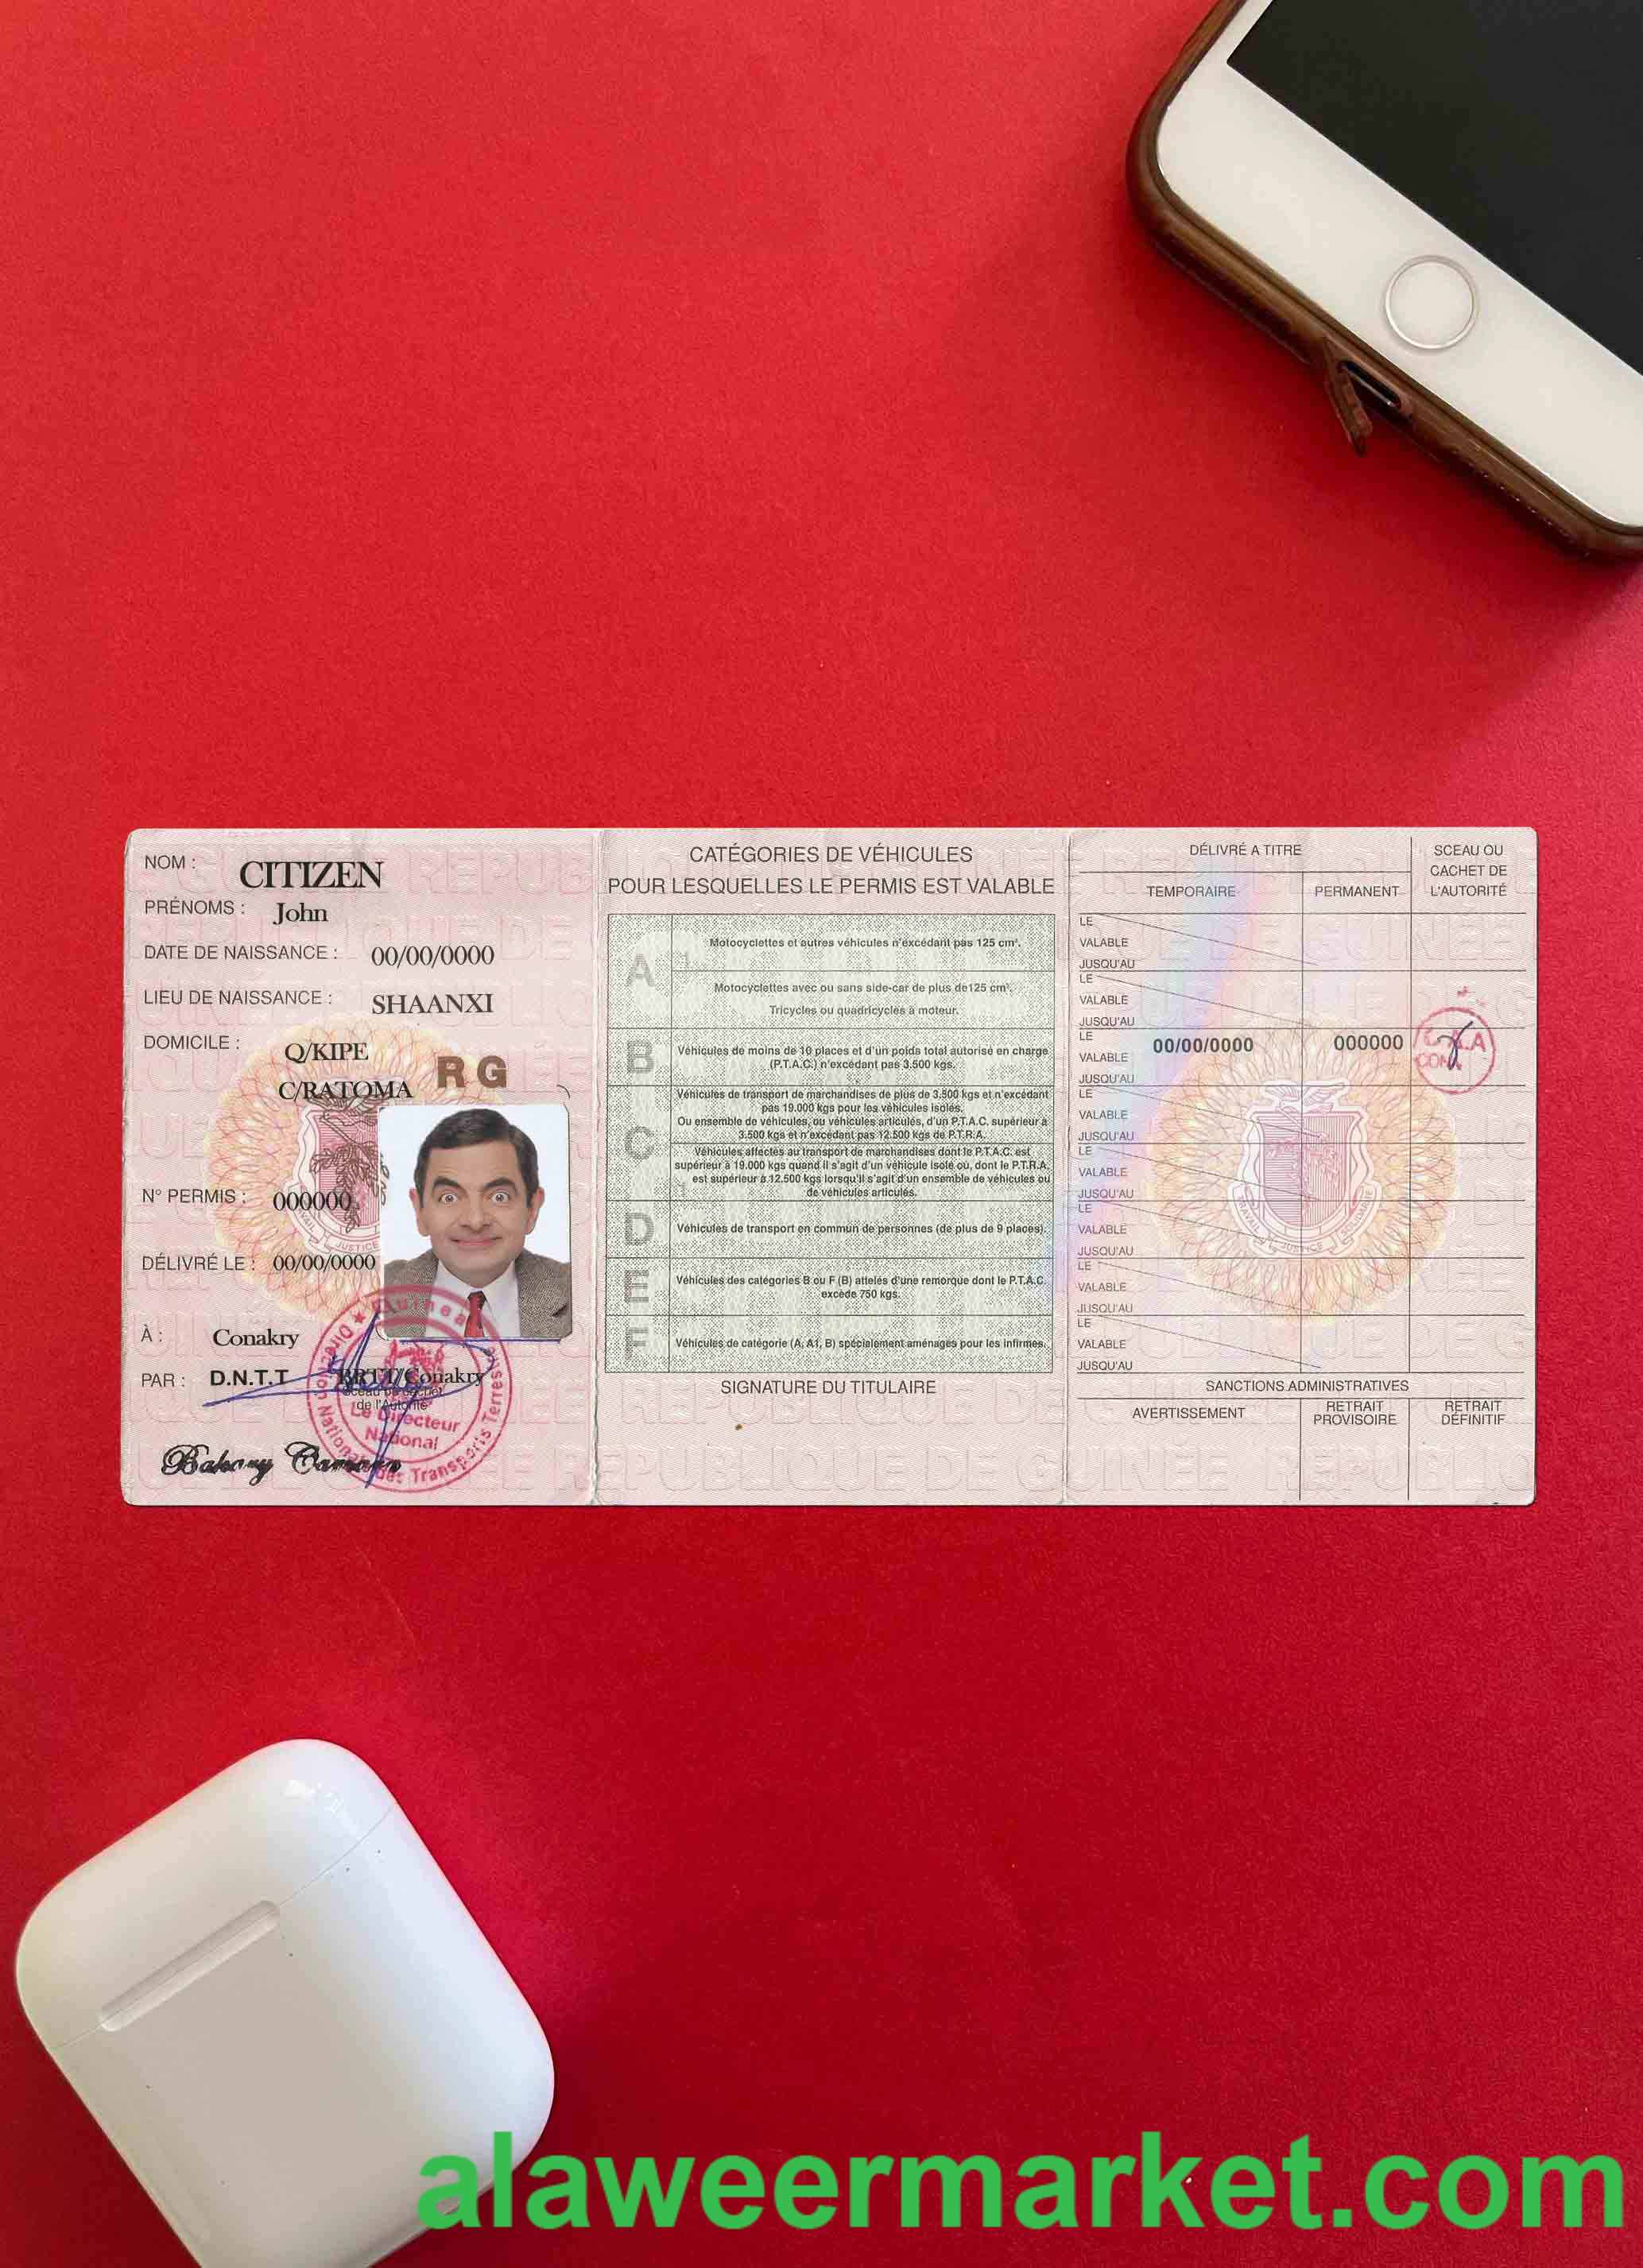 NOM : CITIZEN
PRÉNOMS : John
DATE DE NAISSANCE : 00/00/0000
LIEU DE NAISSANCE : SHAANXI
DOMICILE : Q/KIPE
C/RATOMA
RG
N° PERMIS : 000000
TRAVAIL JUSTICE
DÉLIVRÉ LE : 00/00/0000
À : Conakry
PAR : D.N.T.T BRTT/Conakry
de l'Autorité
Le Directeur
National
Direction Nationale des Transports Terrestres Guinea
Bakary Camara
CATÉGORIES DE VÉHICULES
POUR LESQUELLES LE PERMIS EST VALABLE
A
1
Motocyclettes et autres véhicules n'excédant pas 125 cm³.
Motocyclettes avec ou sans side-car de plus de125 cm³.
Tricycles ou quadricycles à moteur.
B
Véhicules de moins de 10 places et d'un poids total autorisé en charge
(P.T.A.C.) n'excédant pas 3.500 kgs.
C
Véhicules de transport de marchandises de plus de 3.500 kgs et n'excédant
pas 19.000 kgs pour les véhicules isolés.
Ou ensemble de véhicules, ou véhicules articulés, d'un P.T.A.C. supérieur à
3.500 kgs et n'excédant pas 12.500 kgs de P.T.R.A.
1
Véhicules affectés au transport de marchandises dont le P.T.A.C. est
supérieur à 19.000 kgs quand il s'agit d'un véhicule isolé ou, dont le P.T.R.A.
est supérieur à 12.500 kgs lorsqu'il s'agit d'un ensemble de véhicules ou
de véhicules articulés.
D
Véhicules de transport en commun de personnes (de plus de 9 places).
E
Véhicules des catégories B ou F (B) attelés d'une remorque dont le P.T.A.C.
excède 750 kgs.
F
Véhicules de catégorie (A, A1, B) spécialement aménagés pour les infirmes.
SIGNATURE DU TITULAIRE
DÉLIVRÉ A TITRE
TEMPORAIRE PERMANENT
SCEAU OU
CACHET DE
L'AUTORITÉ
LE
VALABLE
JUSQU'AU
LE
VALABLE
JUSQU'AU
LE
VALABLE 00/00/0000 000000
JUSQU'AU
LE
VALABLE
JUSQU'AU
LE
VALABLE
JUSQU'AU
LE
VALABLE
JUSQU'AU
LE
VALABLE
JUSQU'AU
LE
VALABLE
JUSQU'AU
TRAVAIL JUSTICE
SANCTIONS ADMINISTRATIVES
AVERTISSEMENT
RETRAIT
PROVISOIRE
RETRAIT
DÉFINITIF
alaweermarket.com